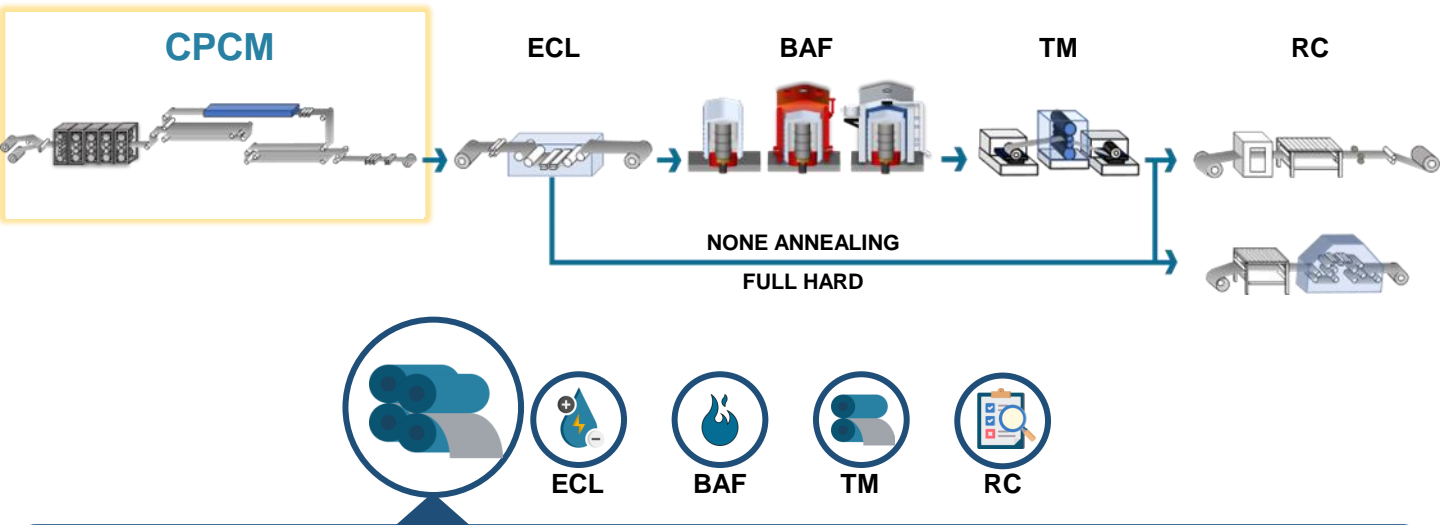 CPCM
ECL
BAF
TM
RC
NONE ANNEALING
FULL HARD
ECL
BAF
TM
RC